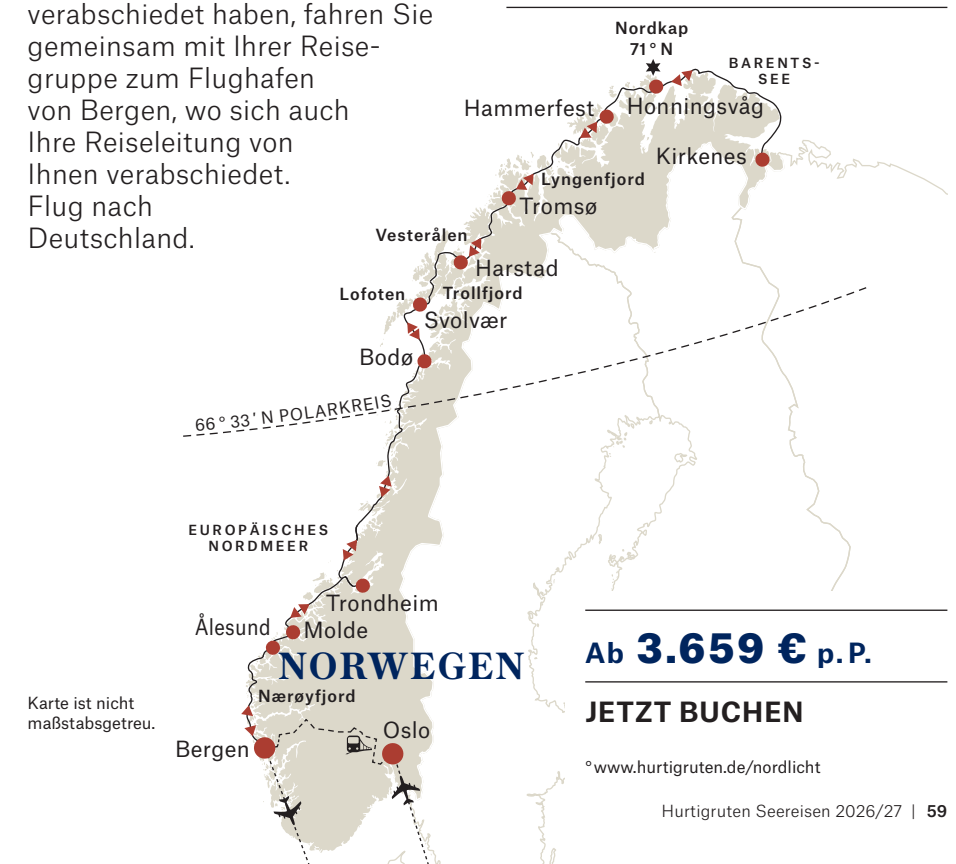 verabschiedet haben, fahren Sie
gemeinsam mit Ihrer Reise-
gruppe zum Flughafen
von Bergen, wo sich auch
Ihre Reiseleitung von
Ihnen verabschiedet.
Flug nach
Deutschland.
Nordkap
71° N
BARENTS-
SEE
Hammerfest
Honningsvåg
Kirkenes
Lyngenfjord
Tromsø
Vesterålen
Harstad
Lofoten
Trollfjord
Svolvær
Bodø
66° 33' N POLARKREIS
EUROPÄISCHES
NORDMEER
Trondheim
Ålesund
Molde
NORWEGEN
Nærøyfjord
Karte ist nicht
maßstabsgetreu.
Bergen
Oslo
Ab 3.659 € p.P.
JETZT BUCHEN
°www.hurtigruten.de/nordlicht
Hurtigruten Seereisen 2026/27 | 59